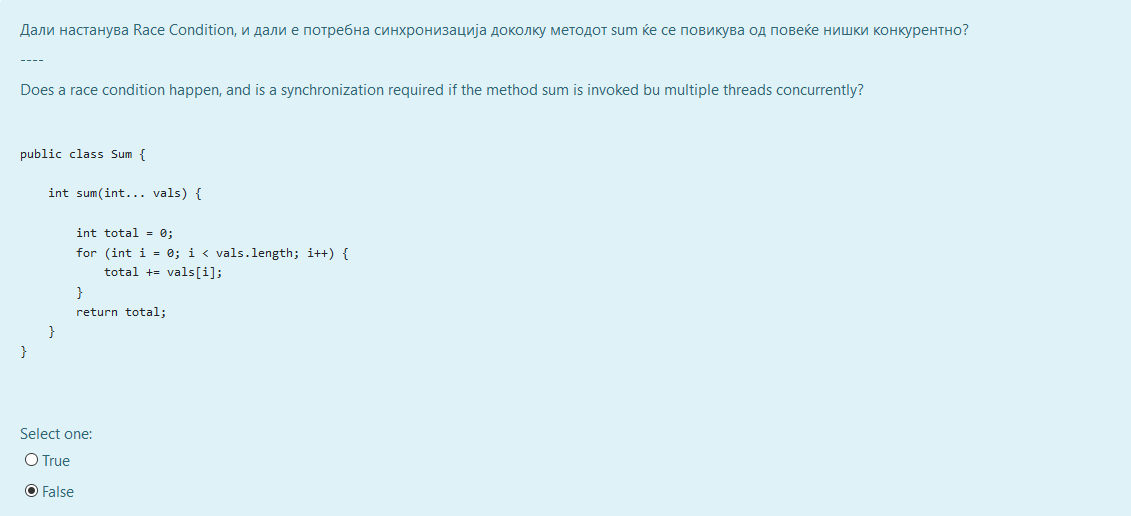 Дали настанува Race Condition, и дали е потребна синхронизација доколку методот sum ќе се повикува од повеќе нишки конкурентно?
----
Does a race condition happen, and is a synchronization required if the method sum is invoked bu multiple threads concurrently?
public class Sum {
int sum(int... vals) {
int total = 0;
for (int i = 0; i < vals.length; i++) {
total += vals[i];
}
return total;
}
}
Select one:
True
False